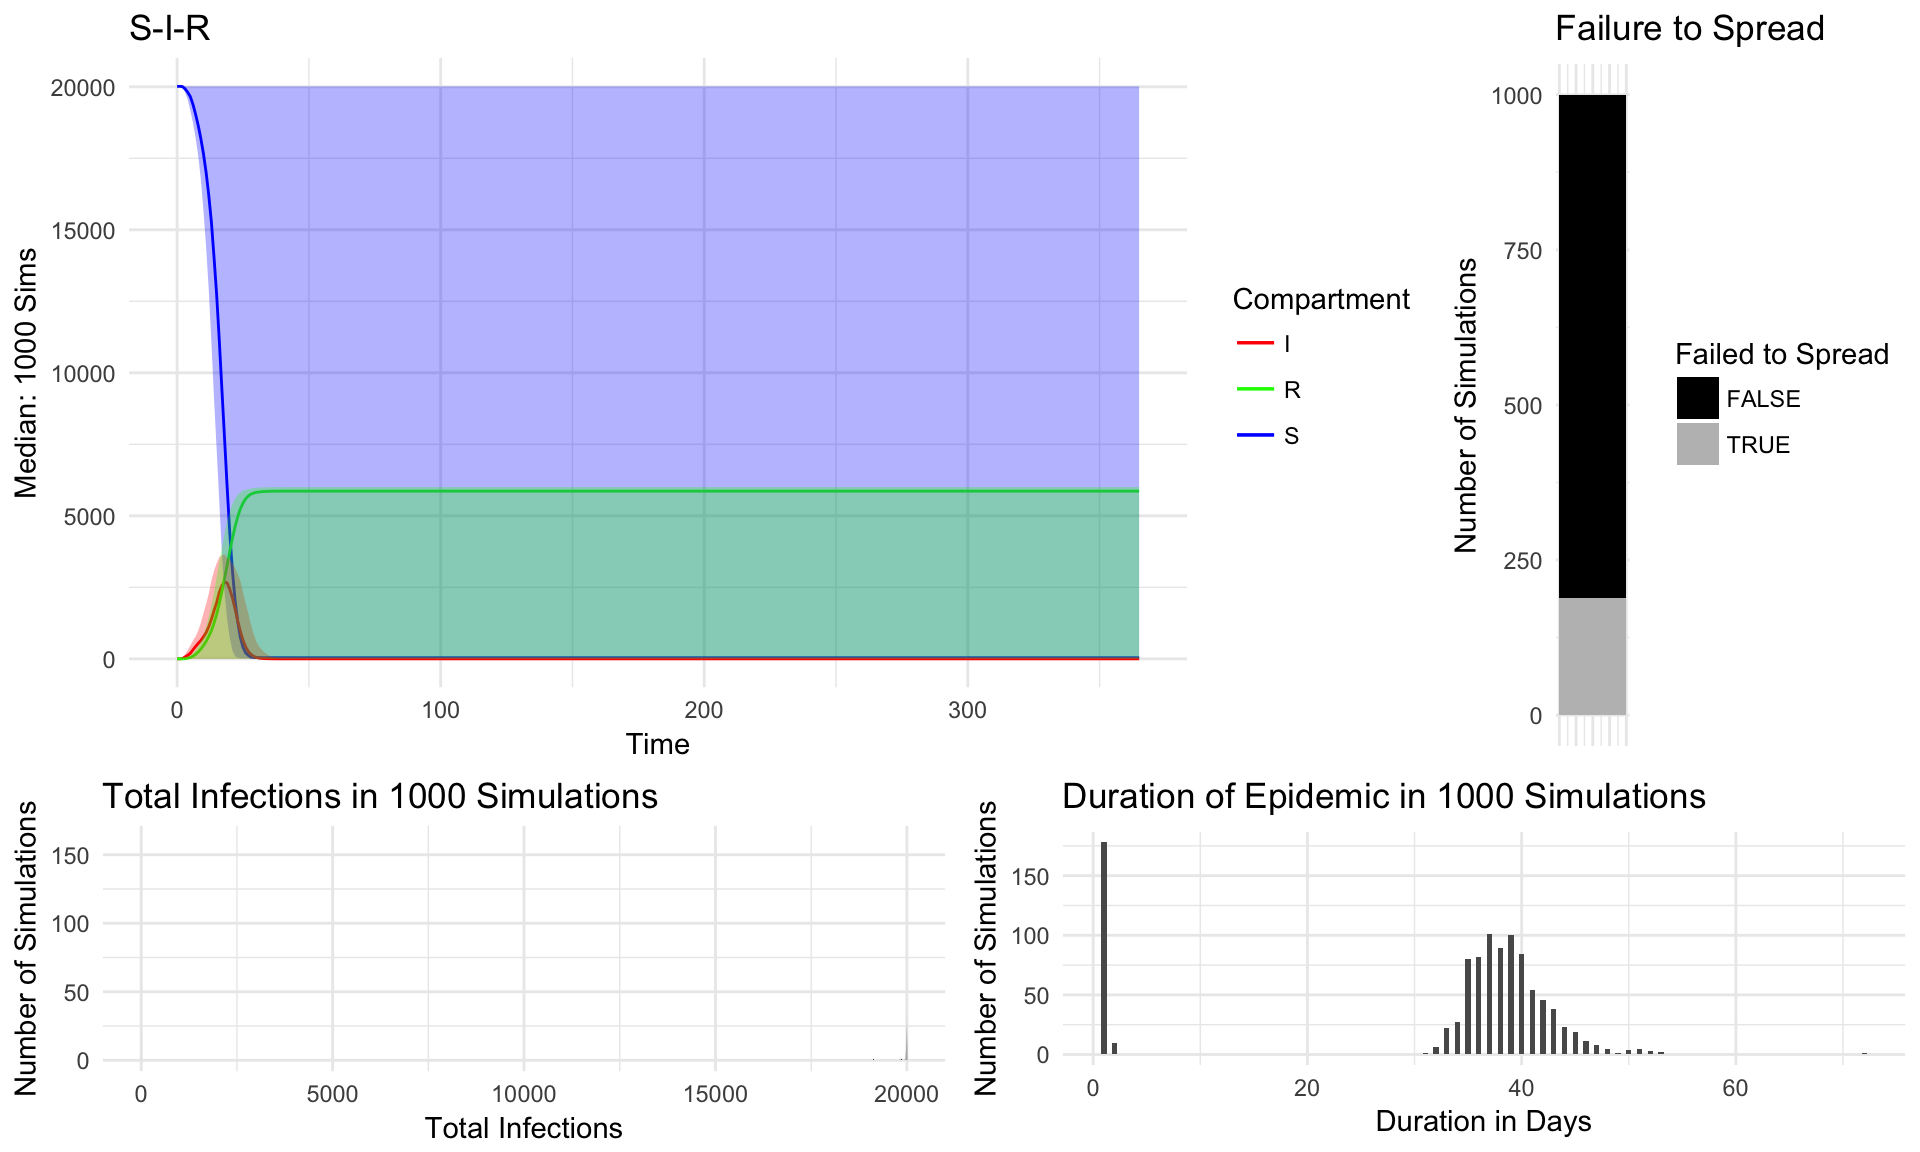 S-I-R
Median: 1000 Sims
20000
15000
10000
5000
0
0
100
200
300
Time
Compartment
I
R
S
Failure to Spread
Number of Simulations
1000
750
500
250
0
Failed to Spread
FALSE
TRUE
Total Infections in 1000 Simulations
Number of Simulations
150
100
50
0
0
5000
10000
15000
20000
Total Infections
Duration of Epidemic in 1000 Simulations
Number of Simulations
150
100
50
0
0
20
40
60
Duration in Days